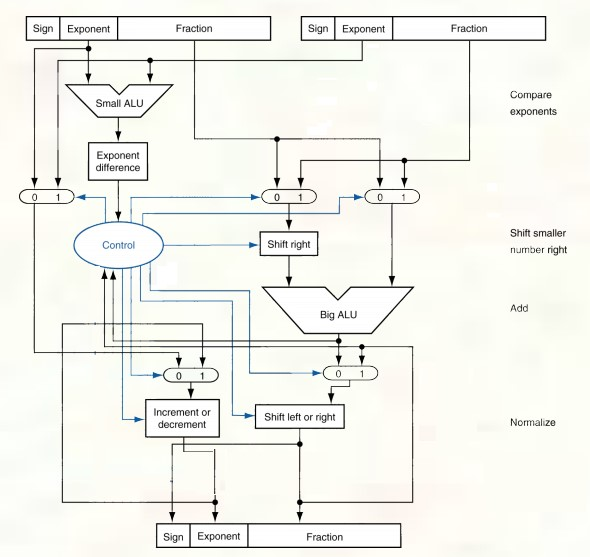 Sign Exponent Fraction
Sign Exponent Fraction
Small ALU
Compare
exponents
Exponent
difference
0 1
0 1
0 1
Control
Shift right
Shift smaller
number right
Big ALU
Add
0 1
0 1
Increment or
decrement
Shift left or right
Normalize
Sign Exponent Fraction